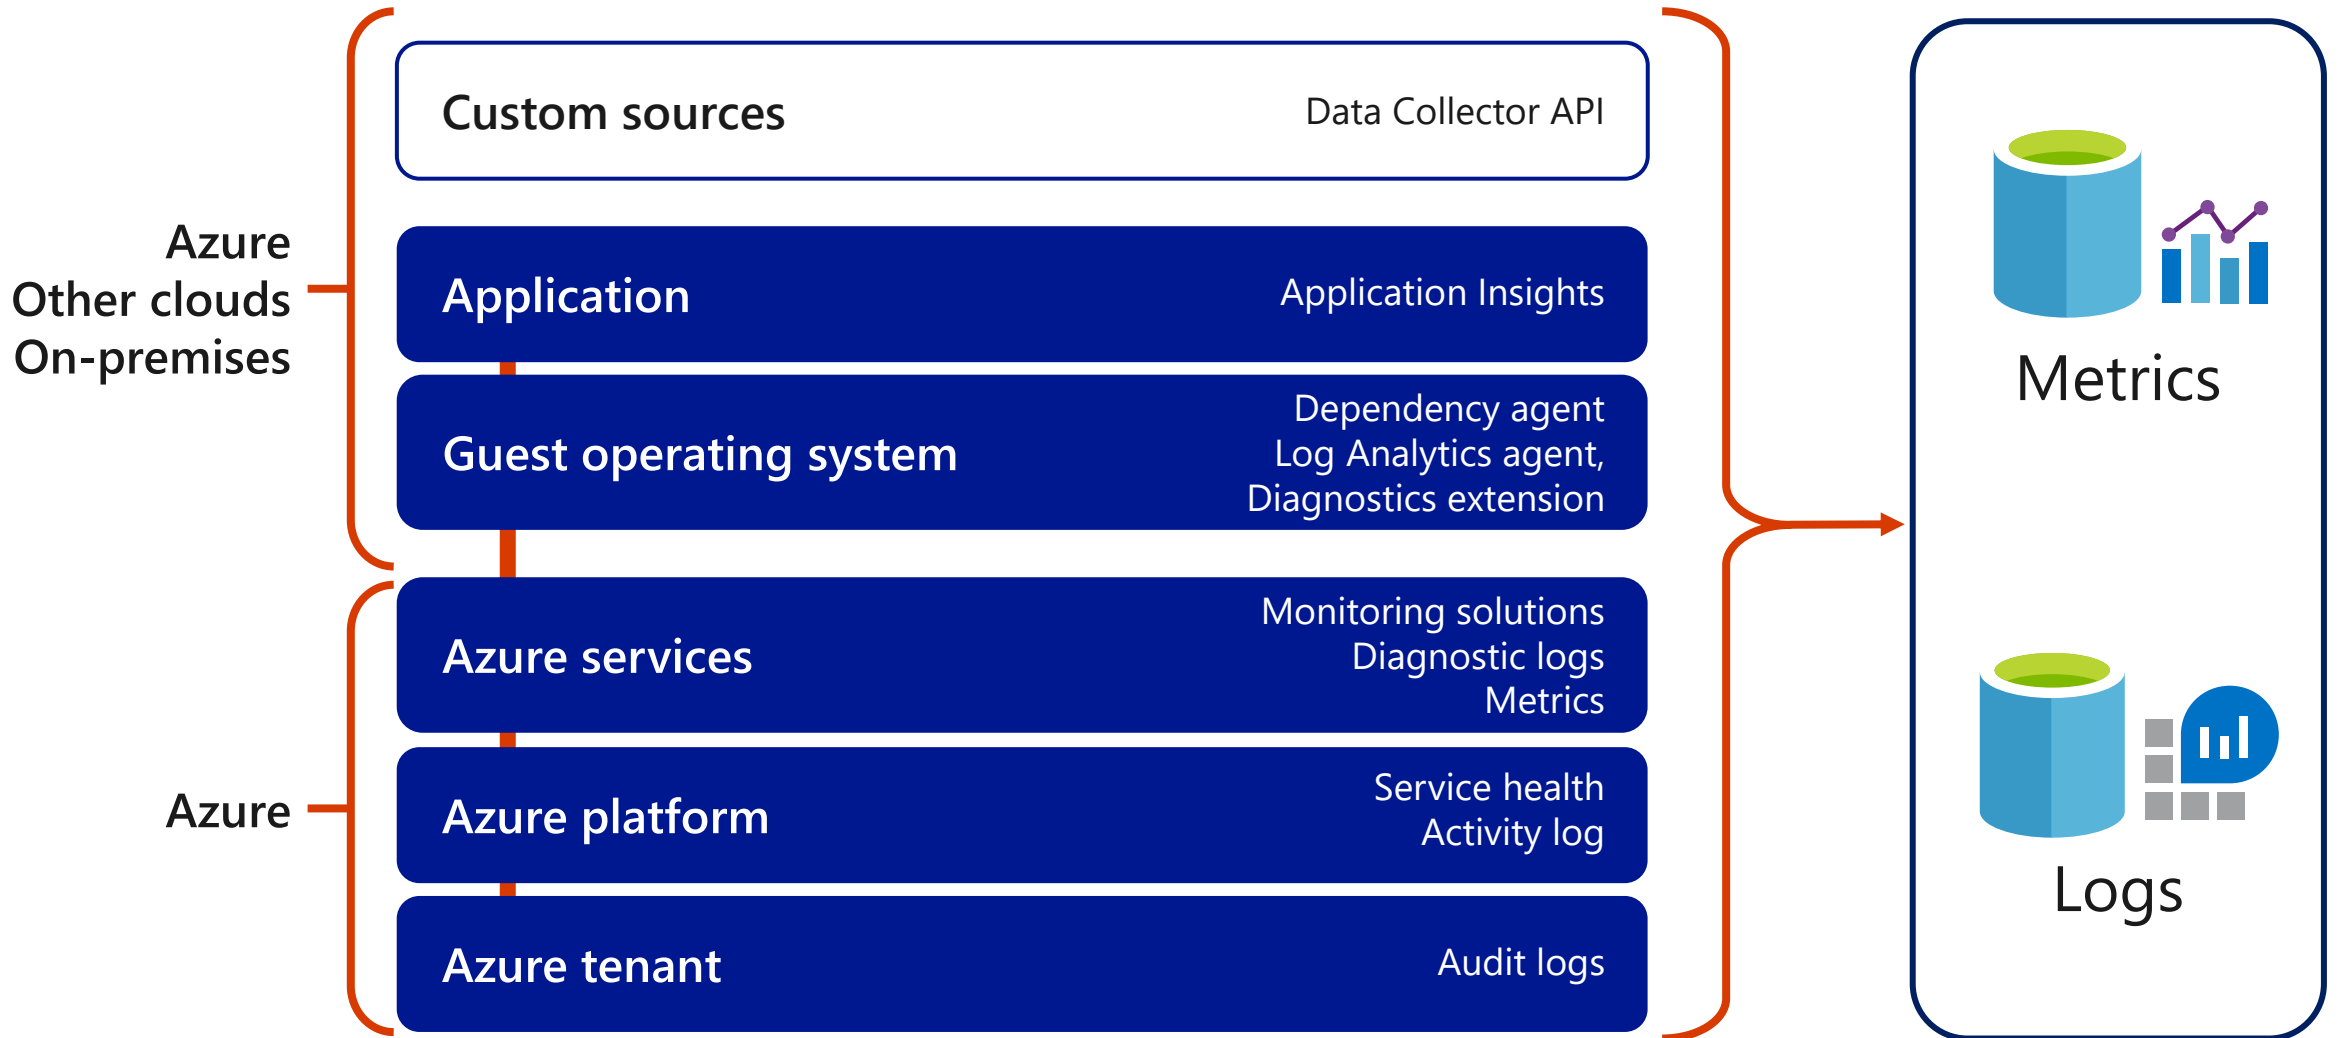 Azure
Other clouds
On-premises
Custom sources
Data Collector API
Application
Application Insights
Guest operating system
Dependency agent
Log Analytics agent,
Diagnostics extension
Azure
Azure services
Monitoring solutions
Diagnostic logs
Metrics
Azure platform
Service health
Activity log
Azure tenant
Audit logs
Metrics
Logs